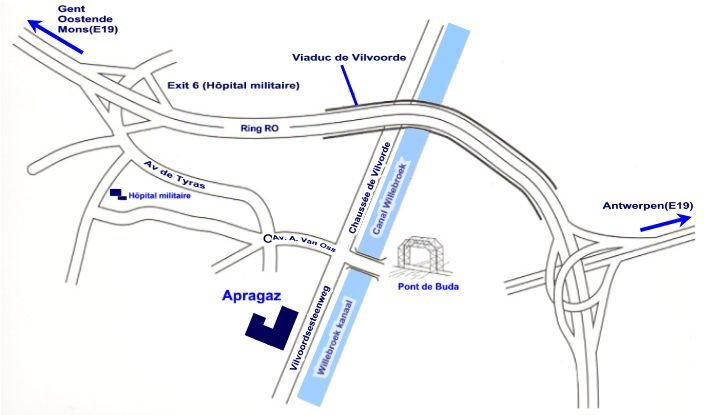 Gent
Oostende
Mons(E19)
Viaduc de Vilvoorde
Exit 6 (Hôpital militaire)
Ring RO
Chaussée de Vilvorde
Canal Willebroek
Av de Tyras
Hôpital militaire
Antwerpen(E19)
Av. A. Van Oss
Pont de Buda
Apragaz
Vilvoordsesteenweg
Willebroek kanaal